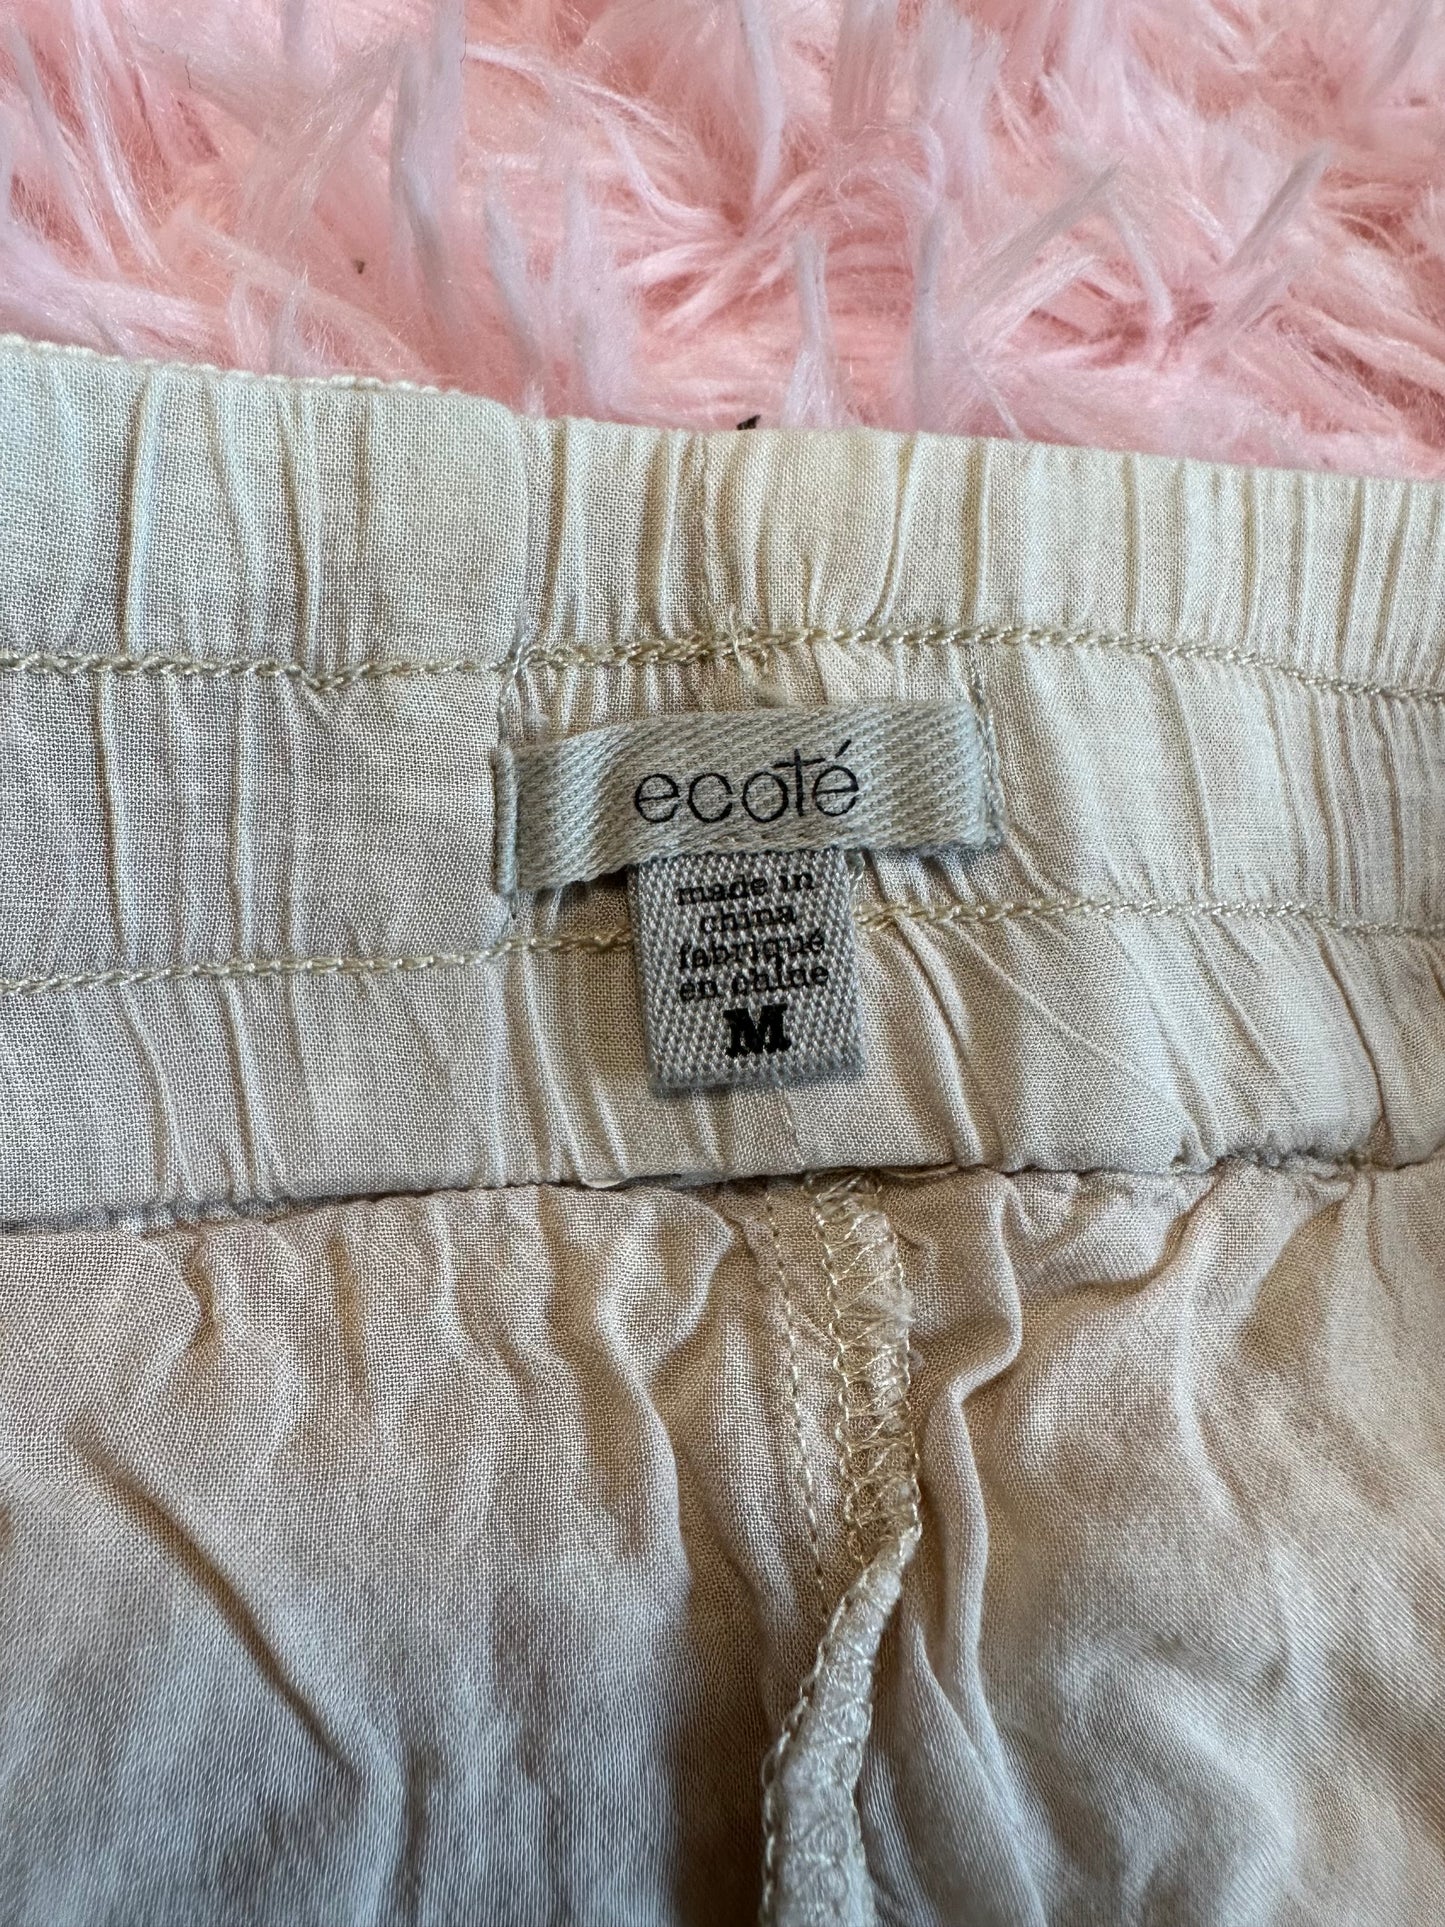 ecoté
made in
china
fabriqué
en chine
M